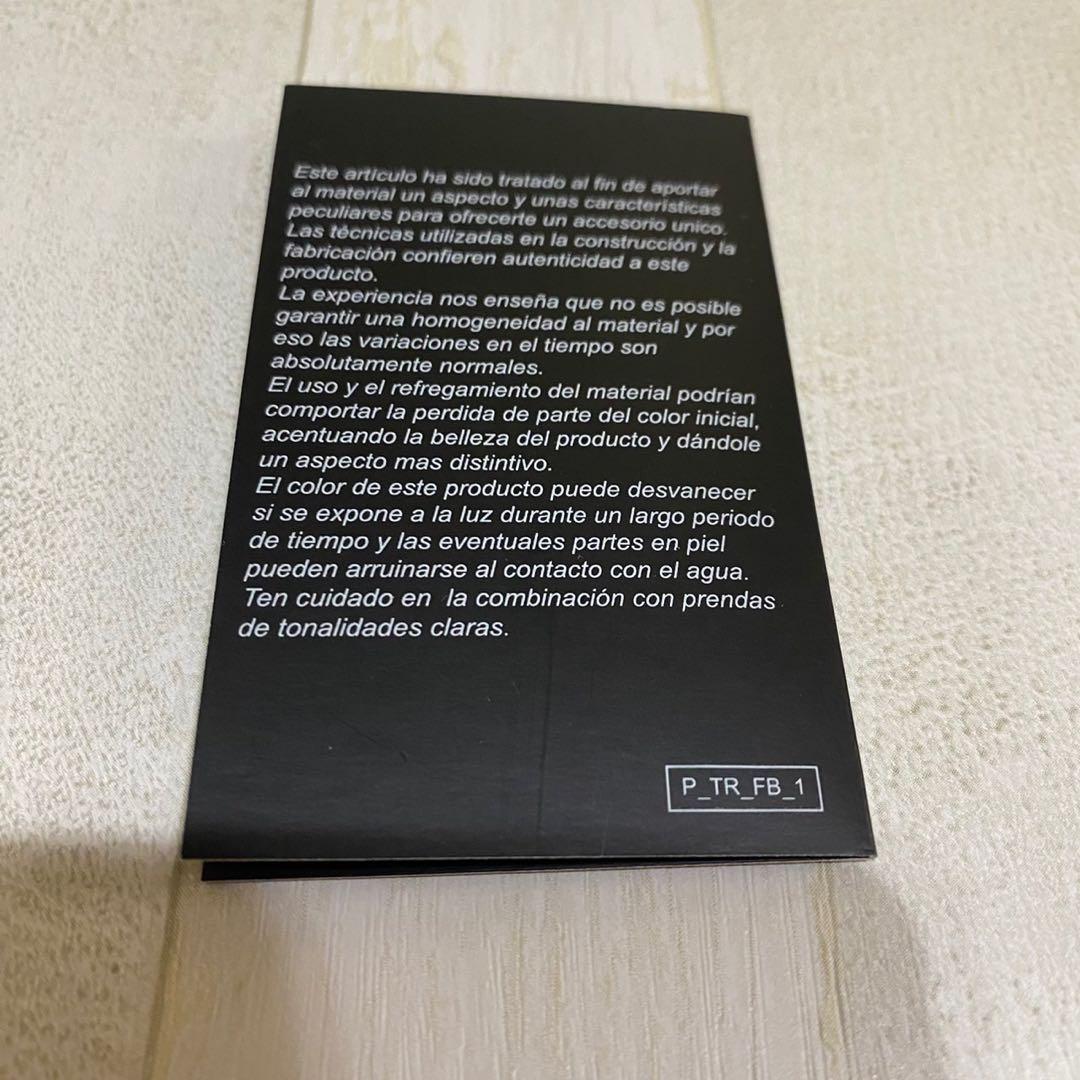 Este artículo ha sido tratado al fin de aportar
al material un aspecto y unas características
peculiares para ofrecerte un accesorio unico.
Las técnicas utilizadas en la construcción y la
fabricación confieren autenticidad a este
producto.
La experiencia nos enseña que no es posible
garantir una homogeneidad al material y por
eso las variaciones en el tiempo son
absolutamente normales.
El uso y el refregamiento del material podrían
comportar la perdida de parte del color inicial,
acentuando la belleza del producto y dándole
un aspecto mas distintivo.
El color de este producto puede desvanecer
si se expone a la luz durante un largo periodo
de tiempo y las eventuales partes en piel
pueden arruinarse al contacto con el agua.
Ten cuidado en la combinación con prendas
de tonalidades claras.
P_TR_FB_1